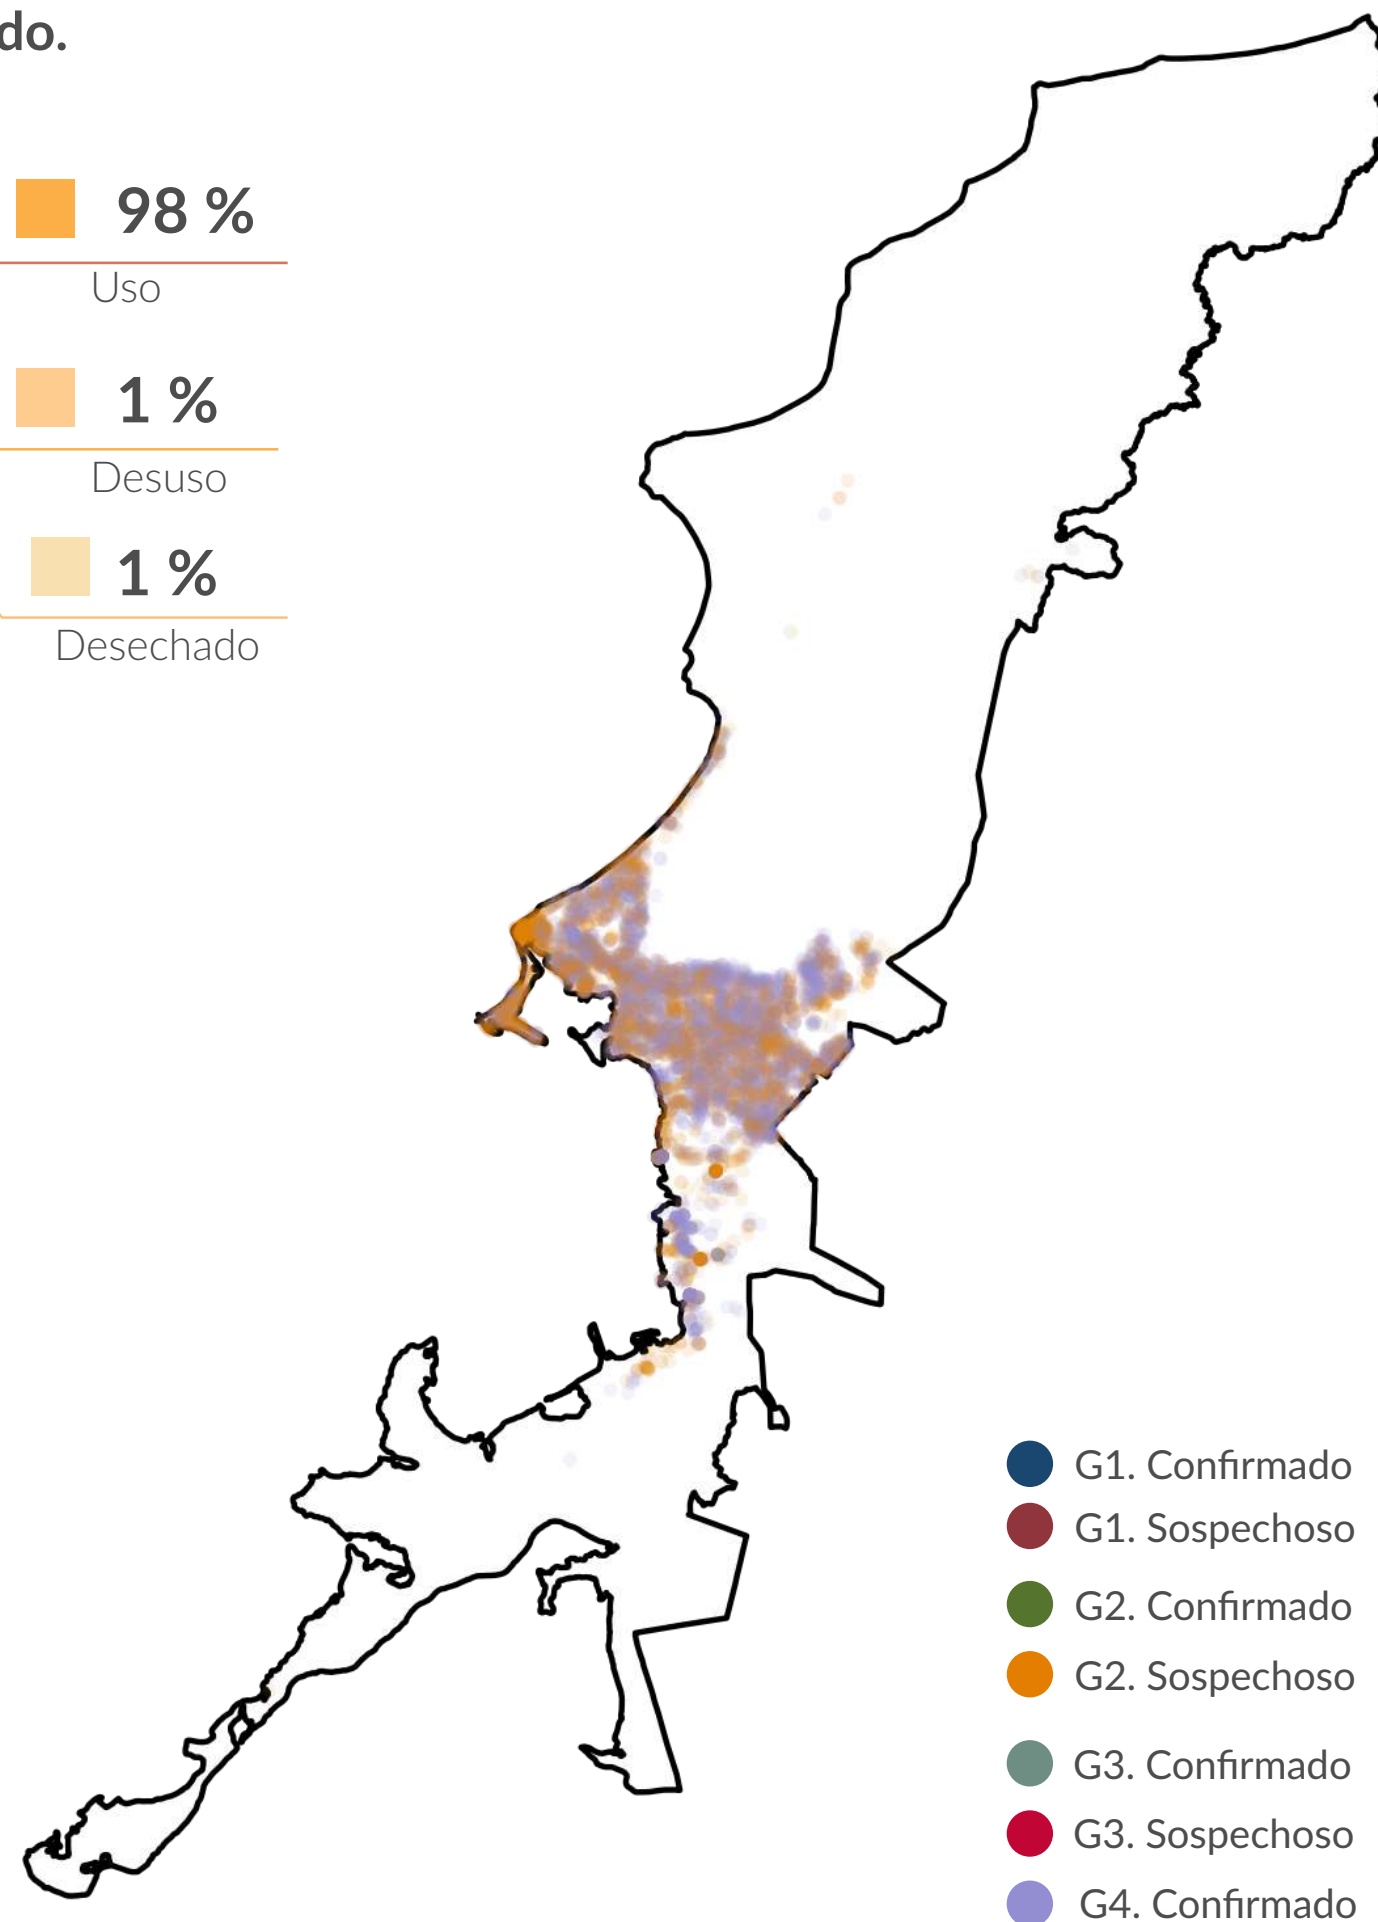 do.
98 %
Uso
1 %
Desuso
1 %
Desechado
G1. Confirmado
G1. Sospechoso
G2. Confirmado
G2. Sospechoso
G3. Confirmado
G3. Sospechoso
G4. Confirmado